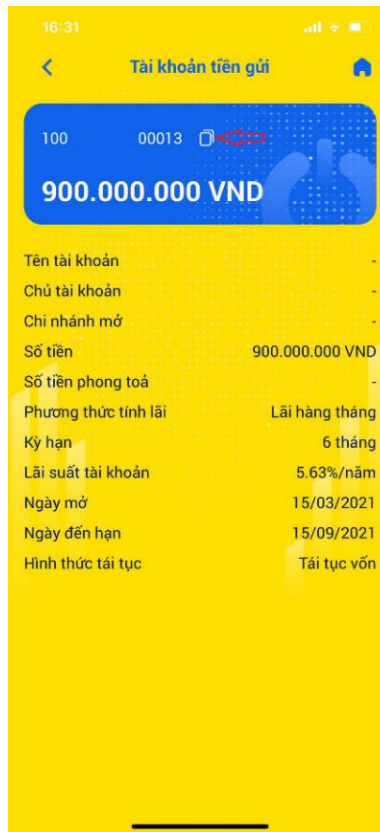 16:31
Tài khoản tiền gửi
100 00013
900.000.000 VND
Tên tài khoản -
Chủ tài khoản -
Chi nhánh mở -
Số tiền 900.000.000 VND
Số tiền phong toả -
Phương thức tính lãi Lãi hàng tháng
Kỳ hạn 6 tháng
Lãi suất tài khoản 5.63%/năm
Ngày mở 15/03/2021
Ngày đến hạn 15/09/2021
Hình thức tái tục Tái tục vốn